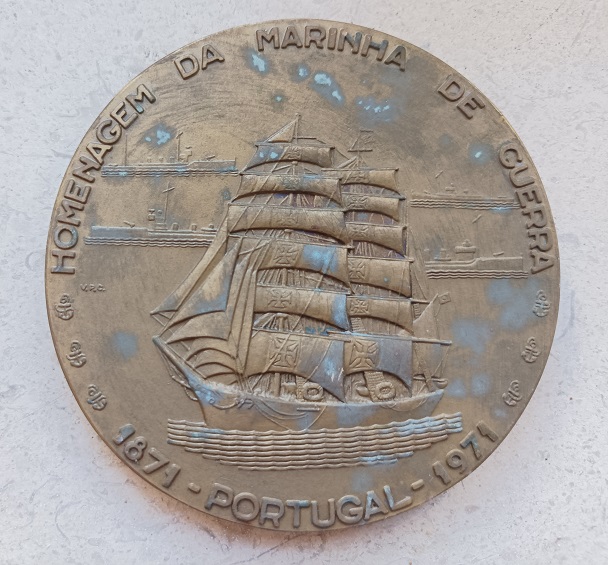 HOMENAGEM DA MARINHA DE GUERRA
V.P.C.
1871 - PORTUGAL - 1971